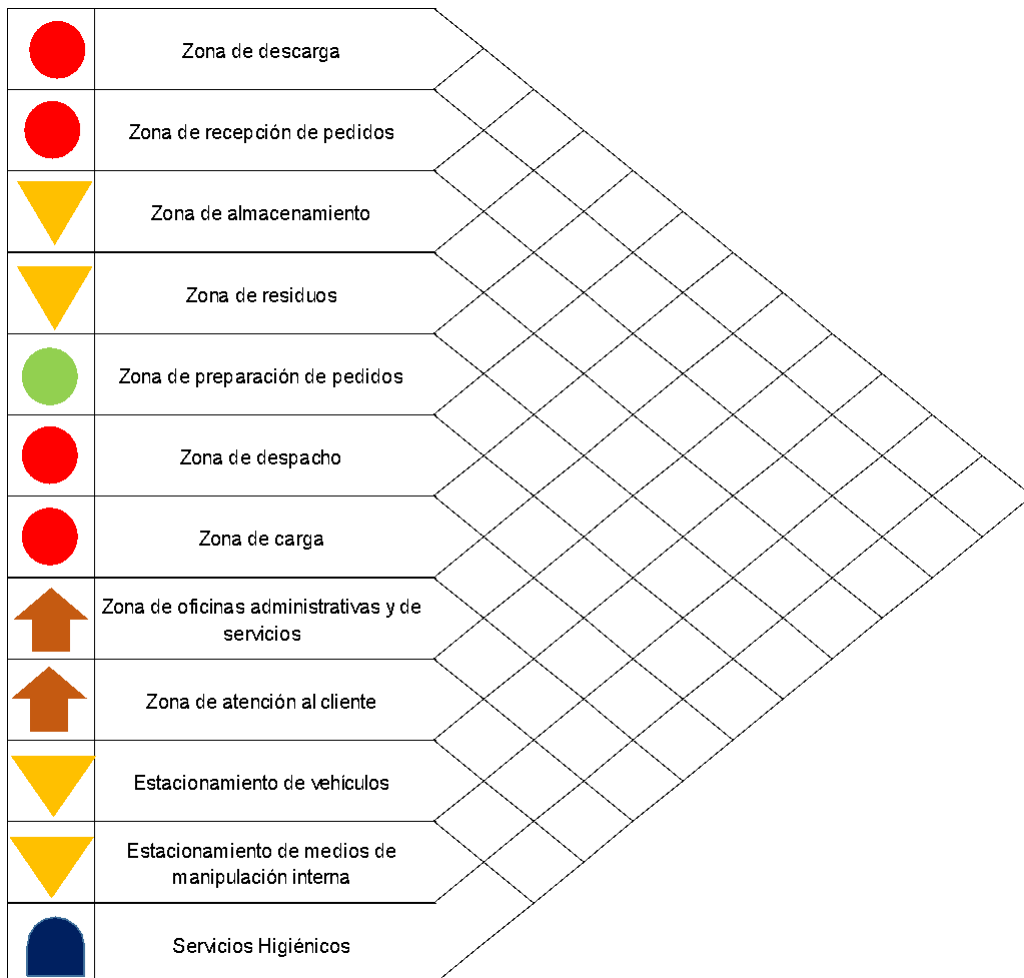 Zona de descarga
Zona de recepción de pedidos
Zona de almacenamiento
Zona de residuos
Zona de preparación de pedidos
Zona de despacho
Zona de carga
Zona de oficinas administrativas y de
servicios
Zona de atención al cliente
Estacionamiento de vehículos
Estacionamiento de medios de
manipulación interna
Servicios Higiénicos